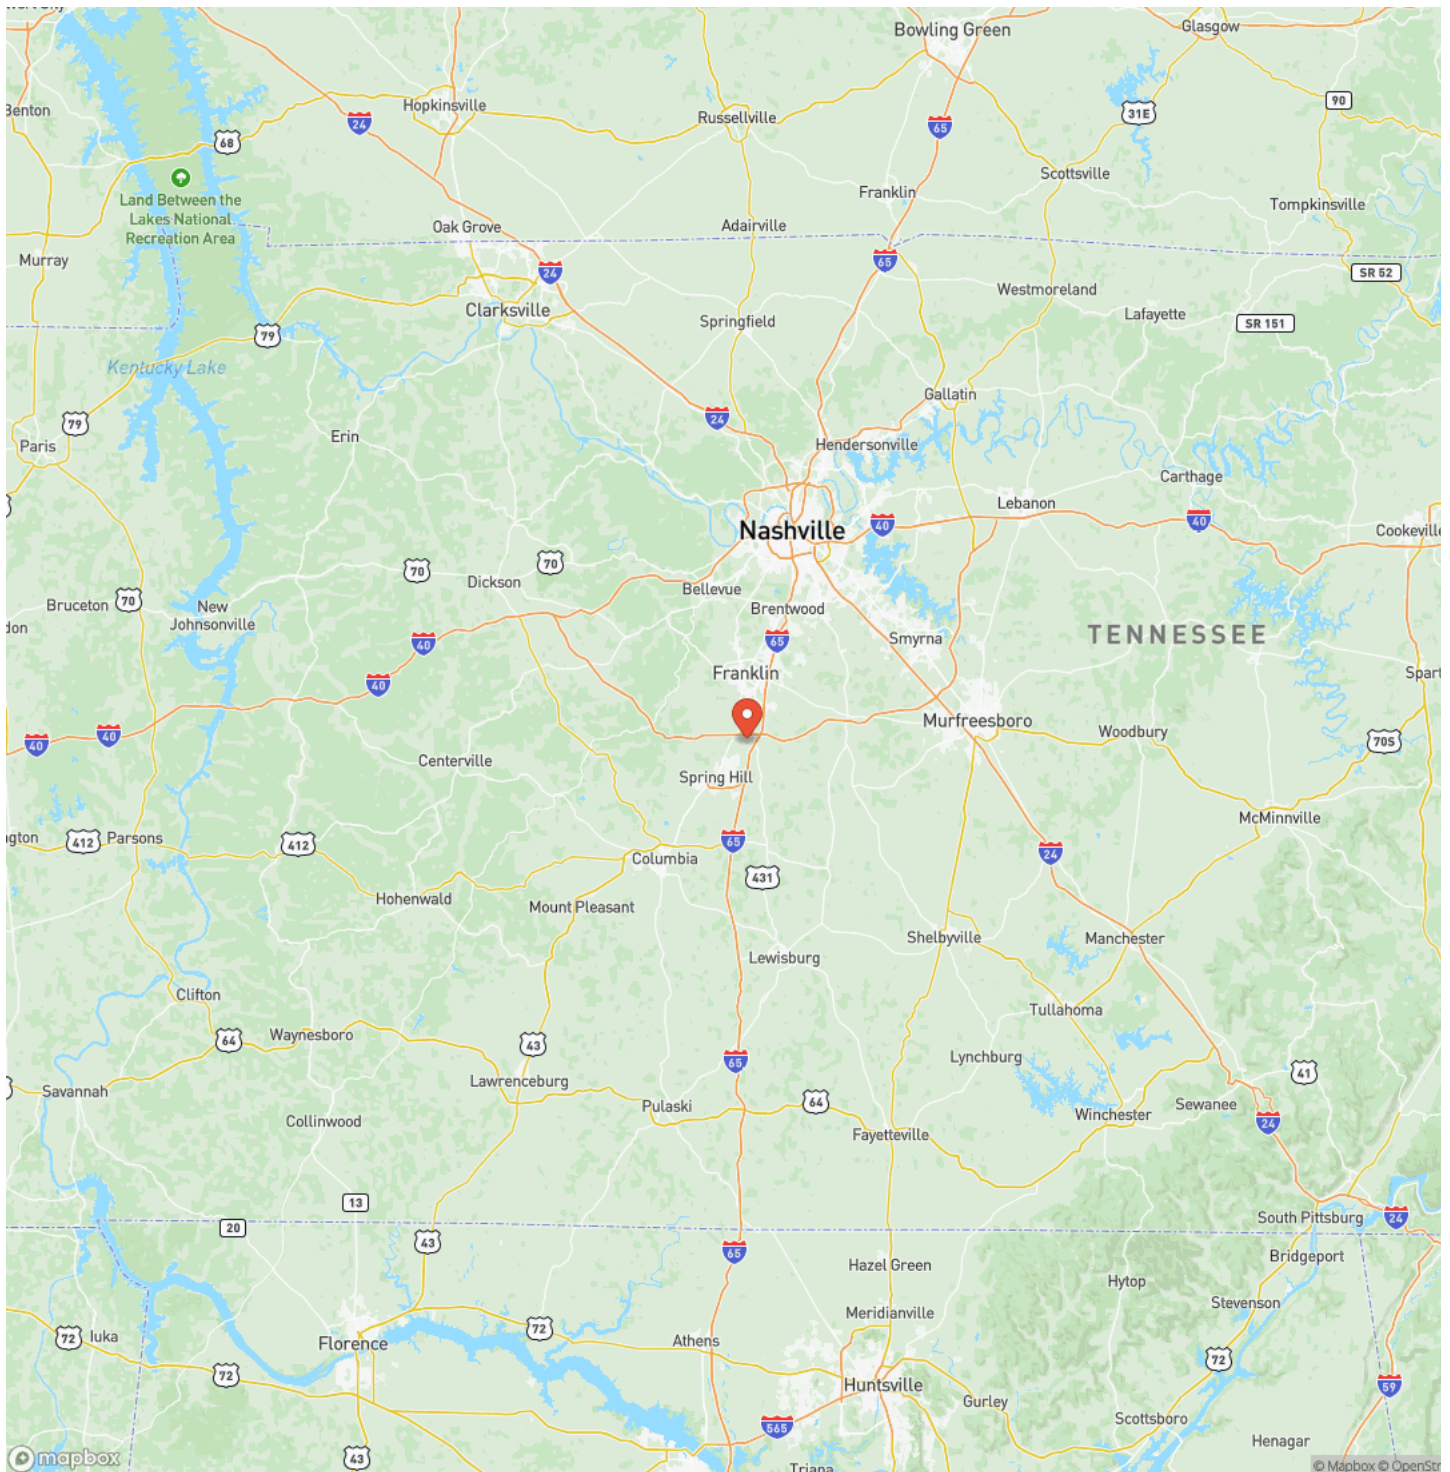 Bowling Green
Glasgow
Benton
Hopkinsville
Russellville
24
65
31E
90
68
Scottsville
Land Between the
Lakes National
Recreation Area
Franklin
Tompkinsville
Oak Grove
Adairville
Murray
24
65
SR 52
Westmoreland
Clarksville
Springfield
Lafayette
SR 151
79
Kentucky Lake
Gallatin
24
79
Paris
Erin
Hendersonville
Carthage
Lebanon
Nashville
40
40
Cookeville
70
70
Dickson
Bellevue
Bruceton
70
New
Johnsonville
Brentwood
don
40
65
Smyrna
TENNESSEE
Franklin
Spart
40
Murfreesboro
40
40
Woodbury
70S
Centerville
Spring Hill
McMinnville
gton
412
Parsons
412
65
24
Columbia
431
Hohenwald
Mount Pleasant
Shelbyville
Manchester
Lewisburg
Clifton
Tullahoma
Waynesboro
64
43
Lynchburg
65
Lawrenceburg
41
Savannah
Pulaski
64
Winchester
Sewanee
Collinwood
24
Fayetteville
13
20
South Pittsburg
24
43
65
Bridgeport
Hazel Green
Hytop
Stevenson
Meridianville
72
Iuka
Florence
72
Athens
72
72
Huntsville
59
Gurley
565
Scottsboro
43
Henagar
mapbox
Triana
© Mapbox © OpenStr